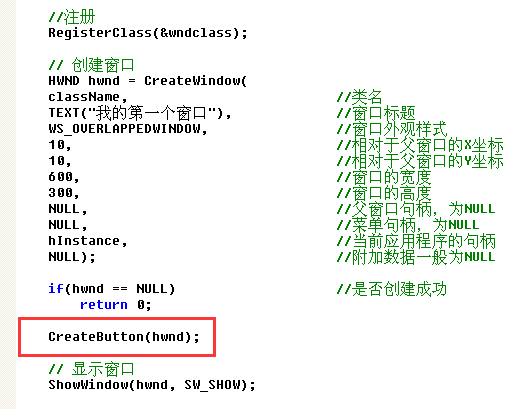 //注册
RegisterClass(&wndclass);
// 创建窗口
HWND hwnd = CreateWindow(
className, //类名
TEXT("我的第一个窗口"), //窗口标题
WS_OVERLAPPEDWINDOW, //窗口外观样式
10, //相对于父窗口的X坐标
10, //相对于父窗口的Y坐标
600, //窗口的宽度
300, //窗口的高度
NULL, //父窗口句柄，为NULL
NULL, //菜单句柄，为NULL
hInstance, //当前应用程序的句柄
NULL); //附加数据一般为NULL
if(hwnd == NULL) //是否创建成功
return 0;
CreateButton(hwnd);
// 显示窗口
ShowWindow(hwnd, SW_SHOW);